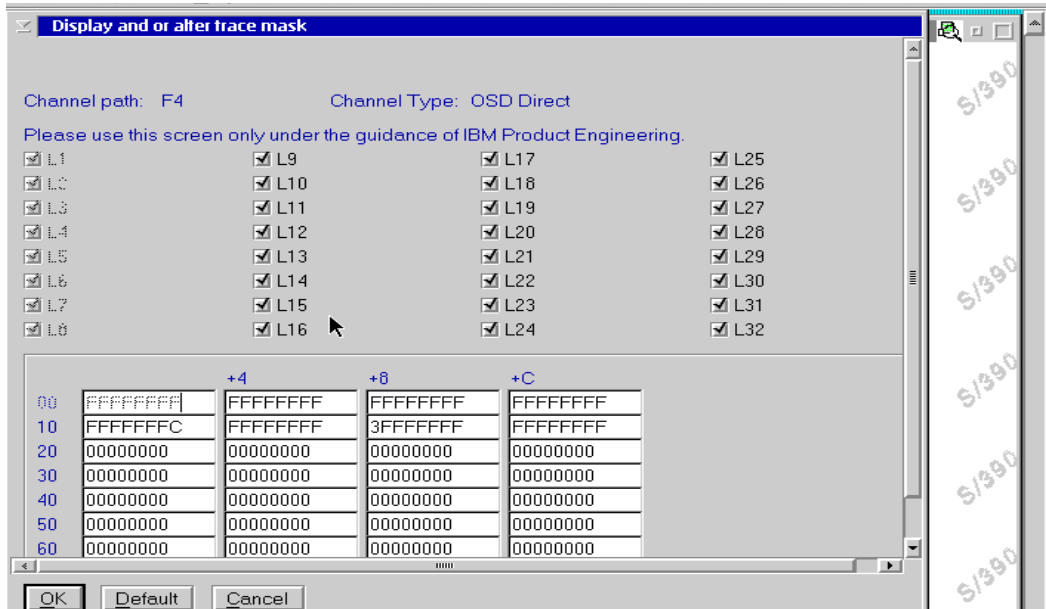 Display and or alter trace mask
Channel path: F4 Channel Type: OSD Direct
Please use this screen only under the guidance of IBM Product Engineering.
L1 L9 L17 L25
L2 L10 L18 L26
L3 L11 L19 L27
L4 L12 L20 L28
L5 L13 L21 L29
L6 L14 L22 L30
L7 L15 L23 L31
L8 L16 L24 L32
+4 +8 +C
00 FFFFFFFF FFFFFFFF FFFFFFFF FFFFFFFF
10 FFFFFFFC FFFFFFFF 3FFFFFFF FFFFFFFF
20 00000000 00000000 00000000 00000000
30 00000000 00000000 00000000 00000000
40 00000000 00000000 00000000 00000000
50 00000000 00000000 00000000 00000000
60 00000000 00000000 00000000 00000000
OK Default Cancel
S/390
S/390
S/390
S/390
S/390
S/390